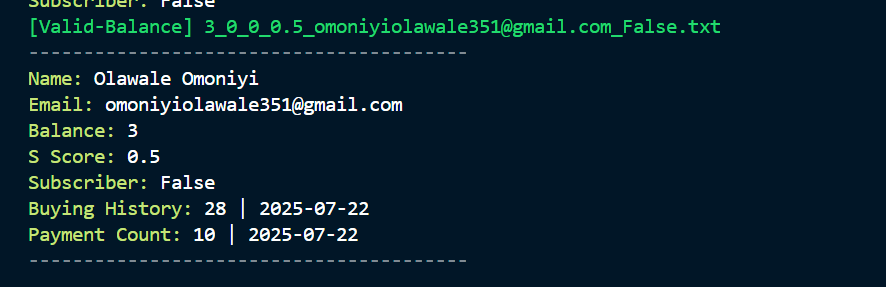 Subscriber: False
[Valid-Balance] 3_0_0_0.5_omoniyiolawale351@gmail.com_False.txt
----------------------------------------
Name: Olawale Omoniyi
Email: omoniyiolawale351@gmail.com
Balance: 3
S Score: 0.5
Subscriber: False
Buying History: 28 | 2025-07-22
Payment Count: 10 | 2025-07-22
----------------------------------------